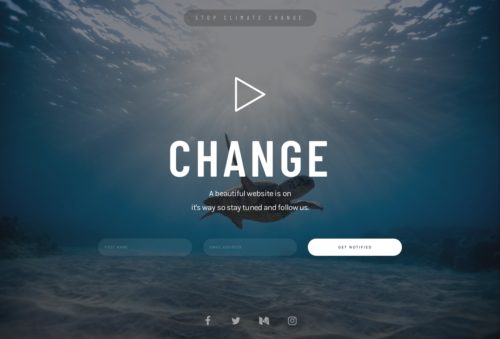 STOP CLIMATE CHANGE
CHANGE
A beautiful website is on
it's way so stay tuned and follow us.
FIRST NAME
EMAIL ADDRESS
GET NOTIFIED